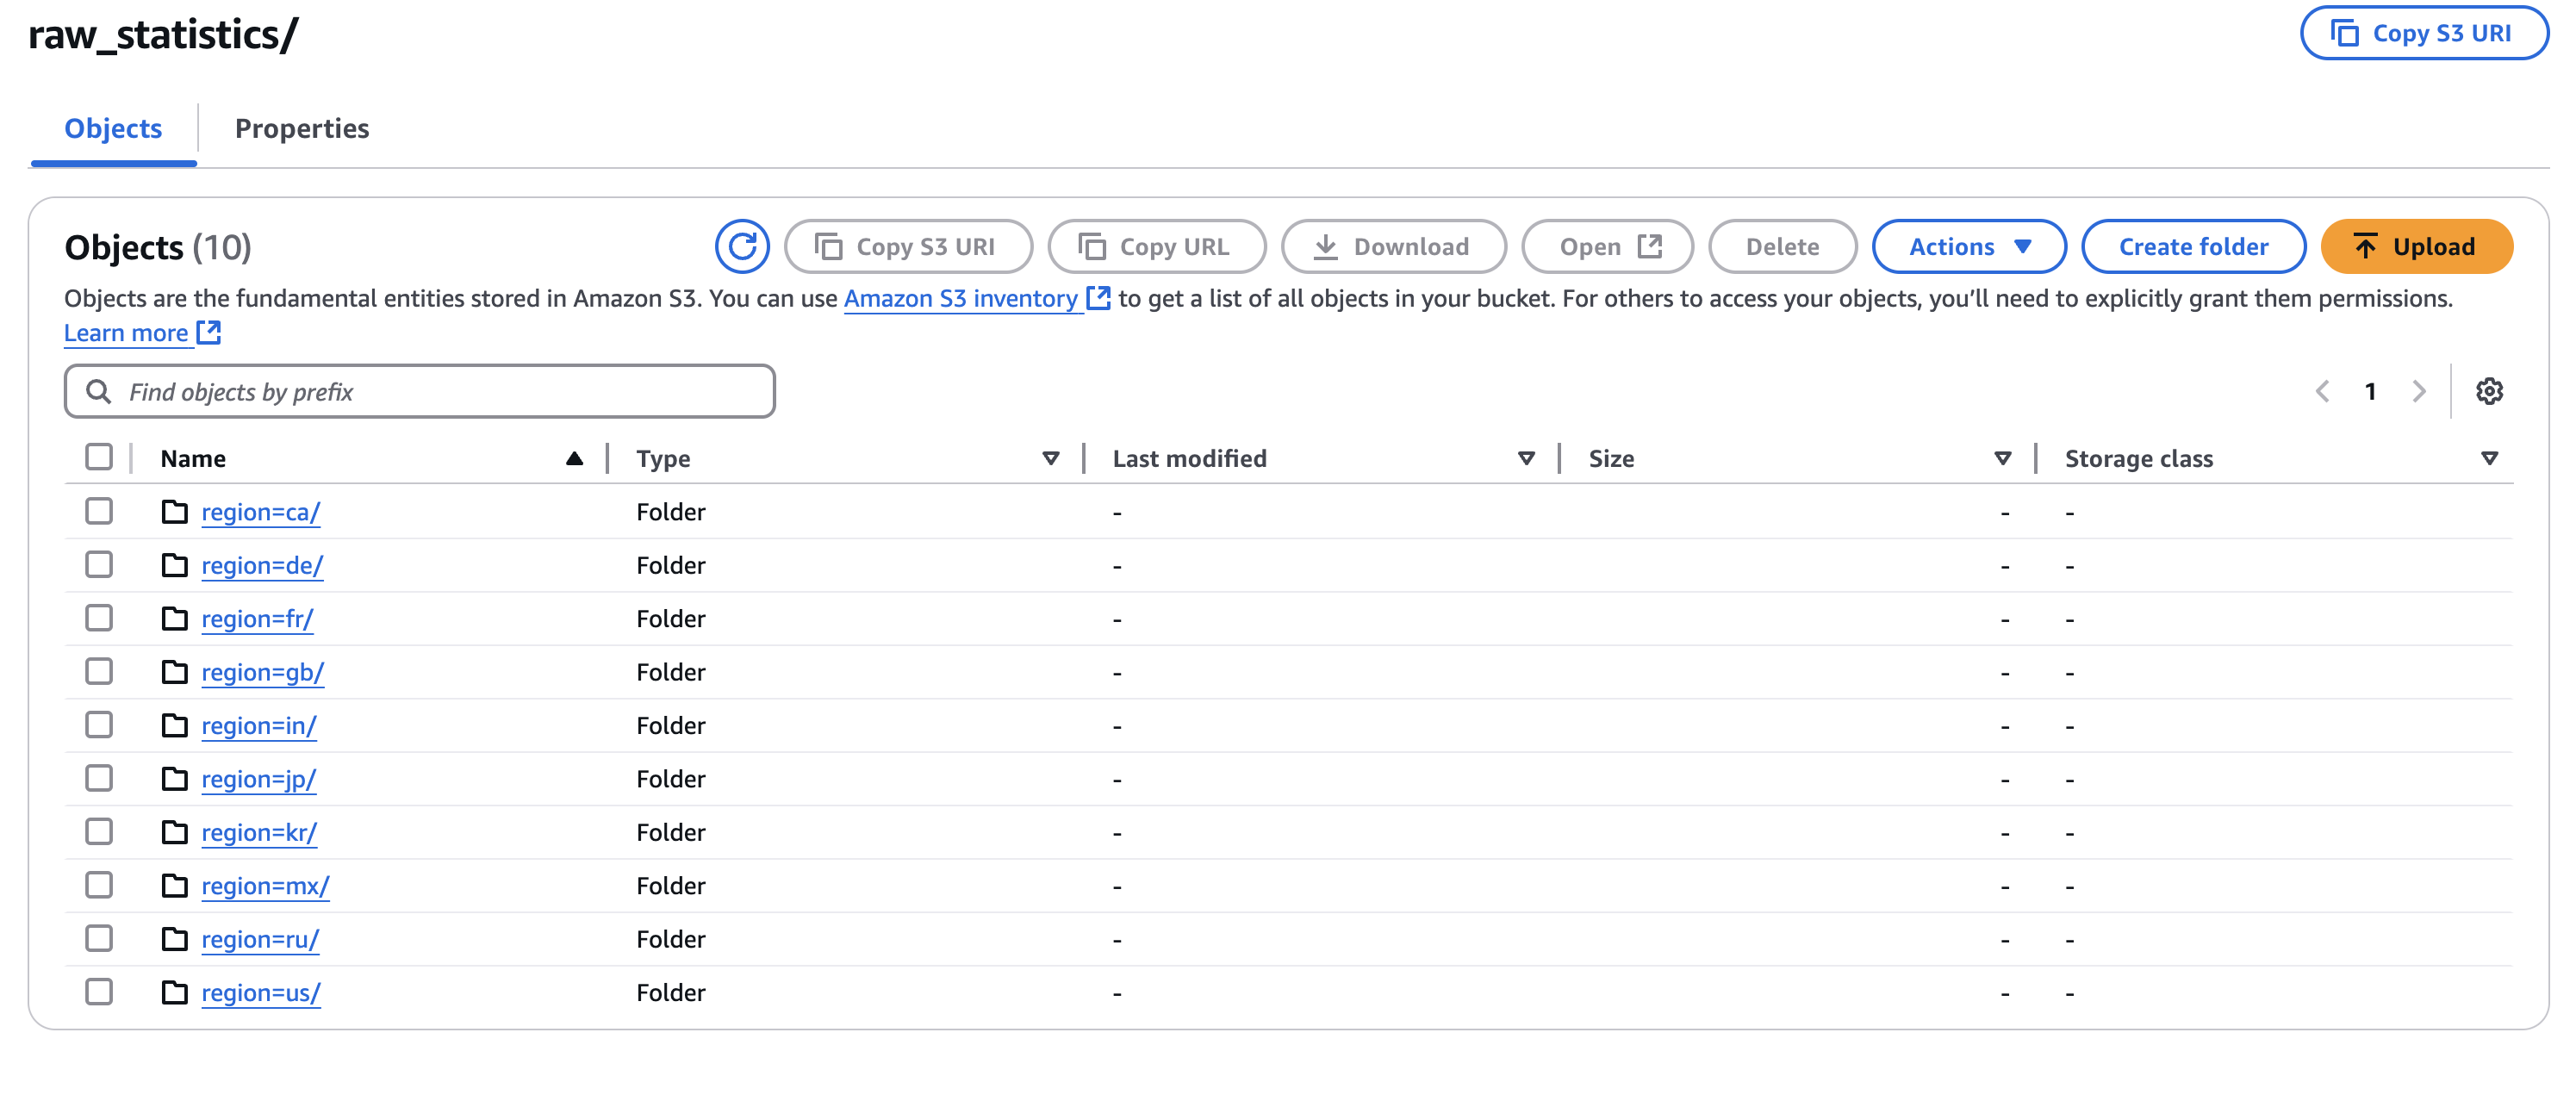 raw_statistics/
Copy S3 URI
Objects
Properties
Objects (10)
Copy S3 URI
Copy URL
Download
Open
Delete
Actions
Create folder
Upload
Objects are the fundamental entities stored in Amazon S3. You can use Amazon S3 inventory to get a list of all objects in your bucket. For others to access your objects, you’ll need to explicitly grant them permissions.
Learn more
Find objects by prefix
1
Name Type Last modified Size Storage class
region=ca/ Folder - - -
region=de/ Folder - - -
region=fr/ Folder - - -
region=gb/ Folder - - -
region=in/ Folder - - -
region=jp/ Folder - - -
region=kr/ Folder - - -
region=mx/ Folder - - -
region=ru/ Folder - - -
region=us/ Folder - - -